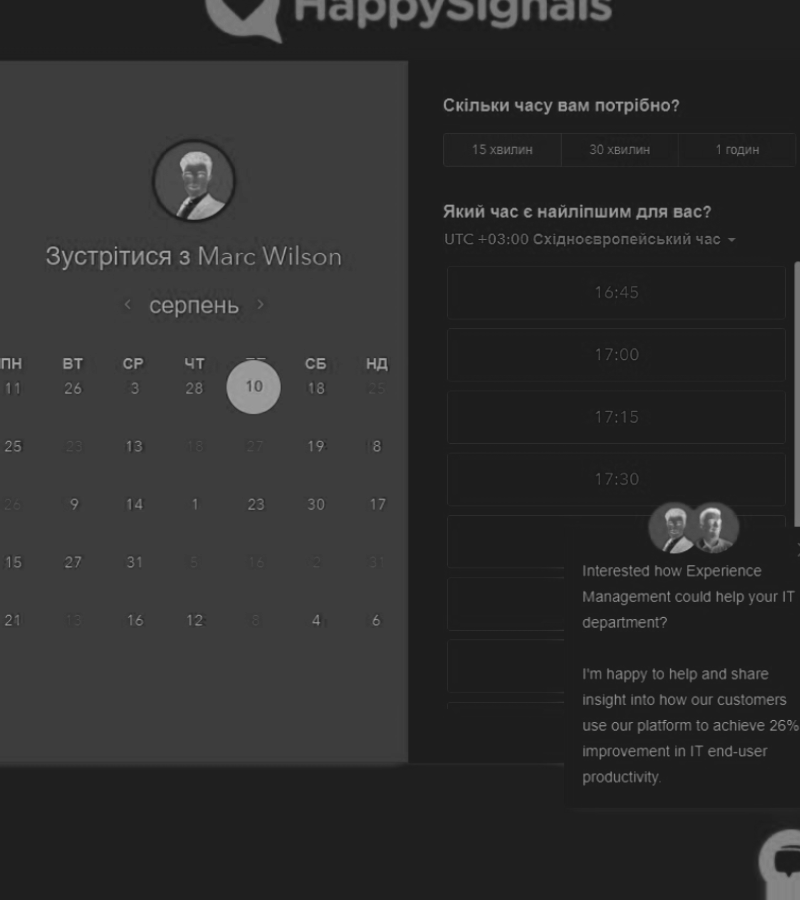 HappySignals
Зустрітися з Marc Wilson
серпень
ПН ВТ СР ЧТ СБ НД
11 26 3 28 10 18 25
25 23 13 18 27 19 8
26 9 14 1 23 30 17
15 27 31 5 16 2 31
21 13 16 12 8 4 6
Скільки часу вам потрібно?
15 хвилин 30 хвилин 1 годин
Який час є найліпшим для вас?
UTC +03:00 Східноєвропейський час
16:45
17:00
17:15
17:30
Interested how Experience
Management could help your IT
department?
I'm happy to help and share
insight into how our customers
use our platform to achieve 26%
improvement in IT end-user
productivity.